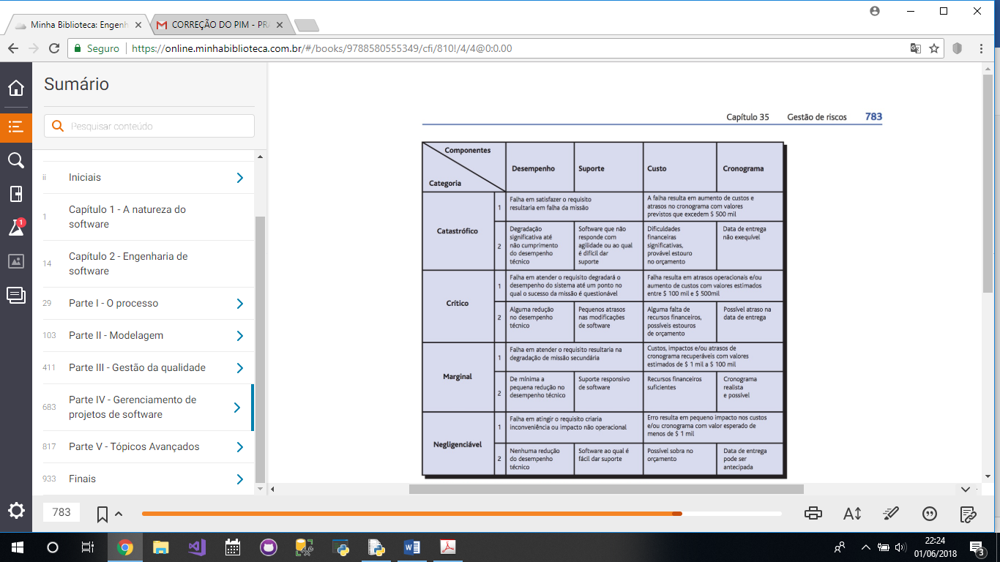 Minha Biblioteca: Engenh
CORREÇÃO DO PIM - PRA
Seguro
https://online.minhabiblioteca.com.br/#/books/9788580555349/cfi/810!/4/4@0:0.00
Sumário
Pesquisar conteúdo
ii Iniciais
1 Capítulo 1 - A natureza do
software
14 Capítulo 2 - Engenharia de
software
29 Parte I - O processo
103 Parte II - Modelagem
411 Parte III - Gestão da qualidade
683 Parte IV - Gerenciamento de
projetos de software
817 Parte V - Tópicos Avançados
933 Finais
1
Capítulo 35 Gestão de riscos 783
Componentes
Categoria
Desempenho
Suporte
Custo
Cronograma
Catastrófico
1
Falha em satisfazer o requisito
resultaria em falha da missão
A falha resulta em aumento de custos e
atrasos no cronograma com valores
previstos que excedem $ 500 mil
2
Degradação
significativa até
não cumprimento
do desempenho
técnico
Software que não
responde com
agilidade ou ao qual
é difícil dar
suporte
Dificuldades
financeiras
significativas,
provável estouro
no orçamento
Data de entrega
não exequível
Crítico
1
Falha em atender o requisito degradará o
desempenho do sistema até um ponto no
qual o sucesso da missão é questionável
Falha resulta em atrasos operacionais e/ou
aumento de custos com valores estimados
entre $ 100 mil e $ 500mil
2
Alguma redução
no desempenho
técnico
Pequenos atrasos
nas modificações
de software
Alguma falta de
recursos financeiros,
possíveis estouros
de orçamento
Possível atraso na
data de entrega
Marginal
1
Falha em atender o requisito resultaria na
degradação de missão secundária
Custos, impactos e/ou atrasos de
cronograma recuperáveis com valores
estimados de $ 1 mil a $ 100 mil
2
De mínima a
pequena redução no
desempenho técnico
Suporte responsivo
de software
Recursos financeiros
suficientes
Cronograma
realista
e possível
Negligenciável
1
Falha em atingir o requisito criaria
inconveniência ou impacto não operacional
Erro resulta em pequeno impacto nos custos
e/ou cronograma com valor esperado de
menos de $ 1 mil
2
Nenhuma redução
do desempenho
técnico
Software ao qual é
fácil dar suporte
Possível sobra no
orçamento
Data de entrega
pode ser
antecipada
783
22:24
01/06/2018
3